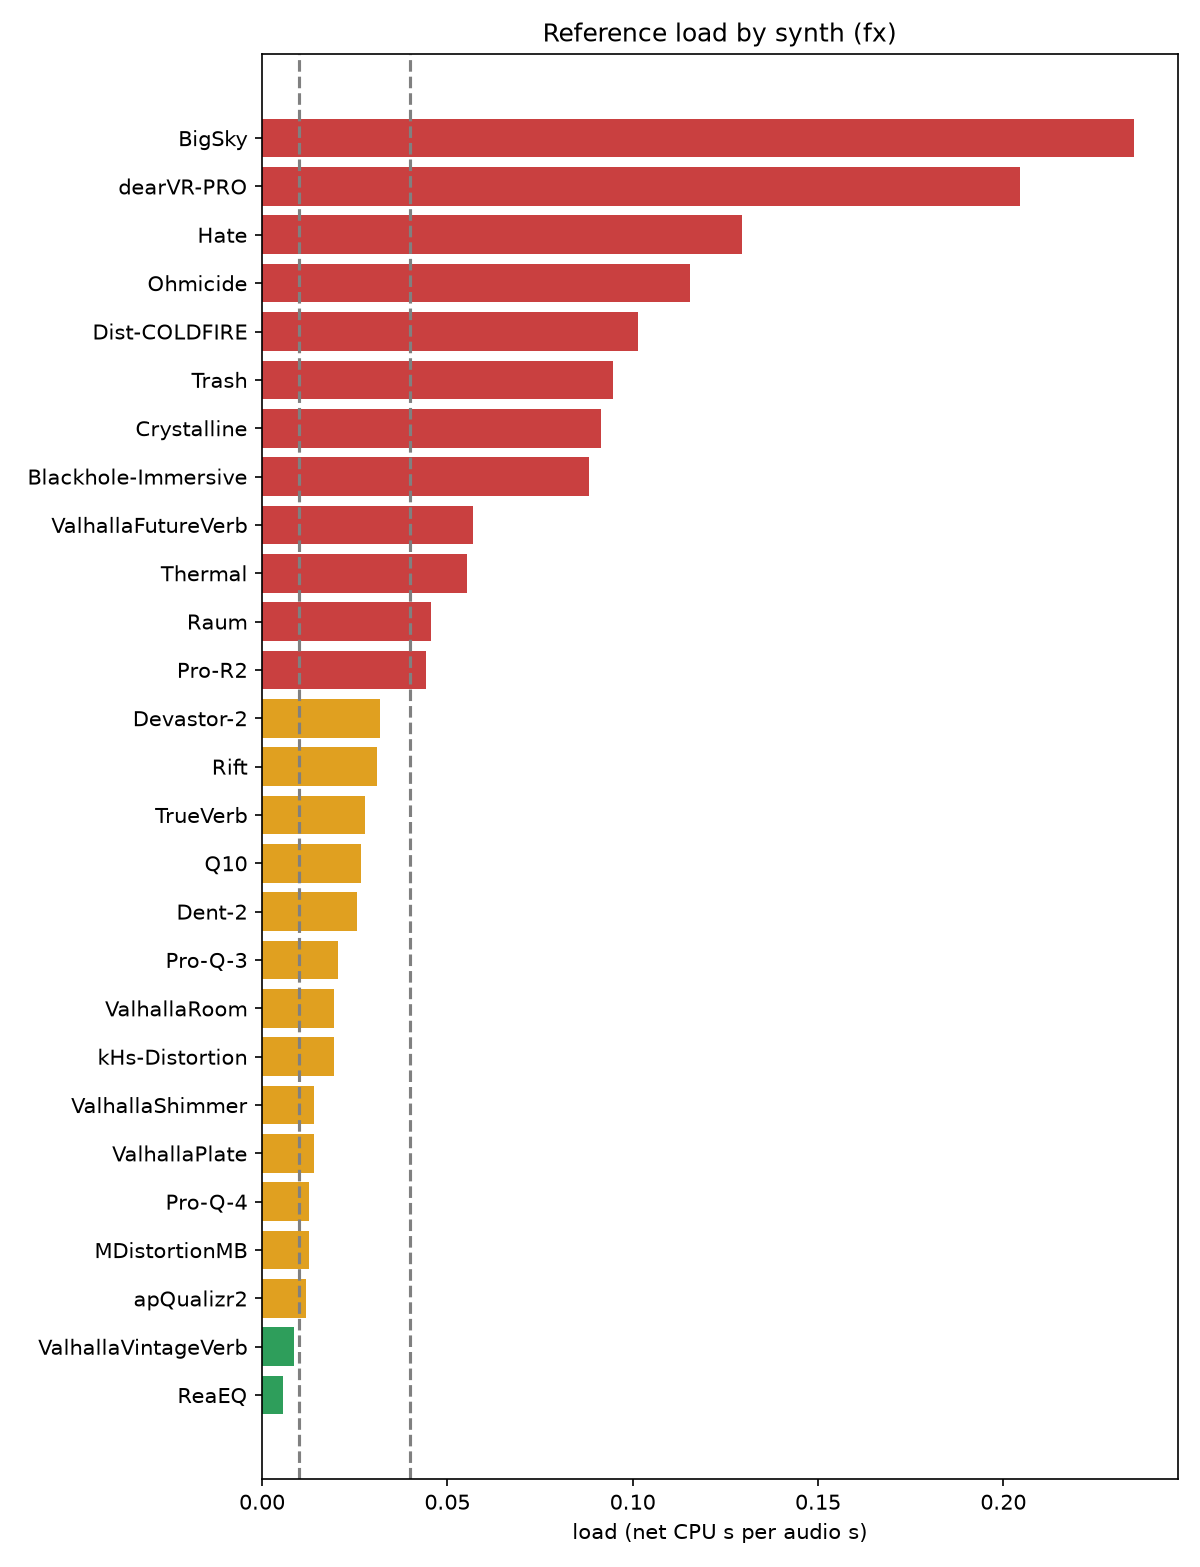 Reference load by synth (fx)
BigSky
dearVR-PRO
Hate
Ohmicide
Dist-COLDFIRE
Trash
Crystalline
Blackhole-Immersive
ValhallaFutureVerb
Thermal
Raum
Pro-R2
Devastor-2
Rift
TrueVerb
Q10
Dent-2
Pro-Q-3
ValhallaRoom
kHs-Distortion
ValhallaShimmer
ValhallaPlate
Pro-Q-4
MDistortionMB
apQualizr2
ValhallaVintageVerb
ReaEQ
0.00 0.05 0.10 0.15 0.20
load (net CPU s per audio s)